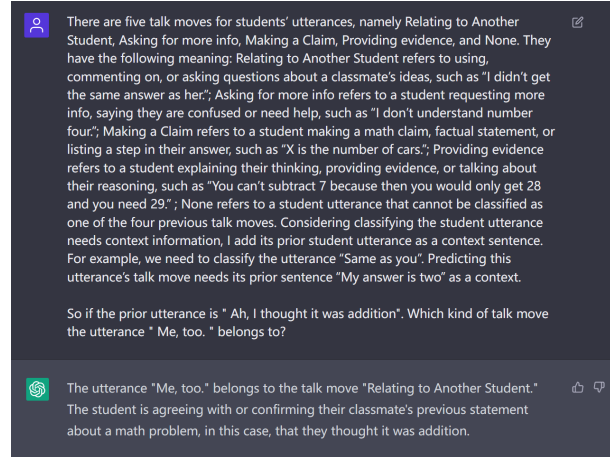 There are five talk moves for students’ utterances, namely Relating to Another
Student, Asking for more info, Making a Claim, Providing evidence, and None. They
have the following meaning: Relating to Another Student refers to using,
commenting on, or asking questions about a classmate’s ideas, such as “I didn’t get
the same answer as her.”; Asking for more info refers to a student requesting more
info, saying they are confused or need help, such as “I don’t understand number
four.”; Making a Claim refers to a student making a math claim, factual statement, or
listing a step in their answer, such as “X is the number of cars.”; Providing evidence
refers to a student explaining their thinking, providing evidence, or talking about
their reasoning, such as “You can’t subtract 7 because then you would only get 28
and you need 29.” ; None refers to a student utterance that cannot be classified as
one of the four previous talk moves. Considering classifying the student utterance
needs context information, I add its prior student utterance as a context sentence.
For example, we need to classify the utterance “Same as you”. Predicting this
utterance’s talk move needs its prior sentence “My answer is two” as a context.
So if the prior utterance is " Ah, I thought it was addition". Which kind of talk move
the utterance " Me, too. " belongs to?
The utterance "Me, too." belongs to the talk move "Relating to Another Student."
The student is agreeing with or confirming their classmate's previous statement
about a math problem, in this case, that they thought it was addition.